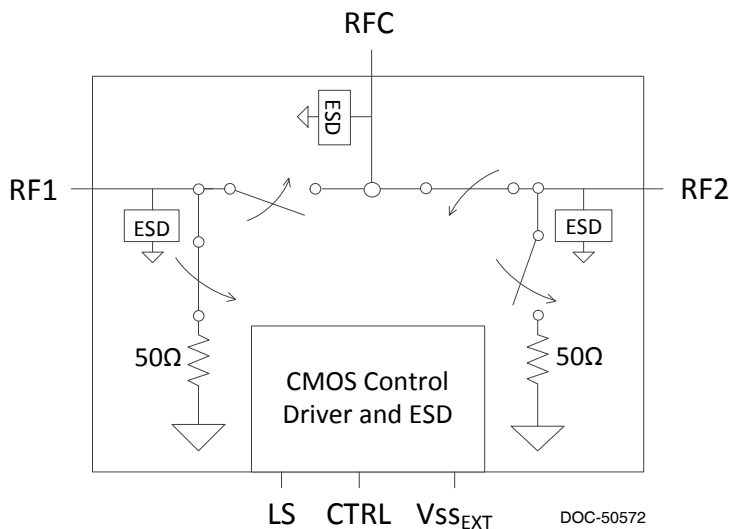 RFC
ESD
RF1
RF2
ESD
ESD
50Ω
50Ω
CMOS Control
Driver and ESD
LS CTRL VssEXT
DOC-50572